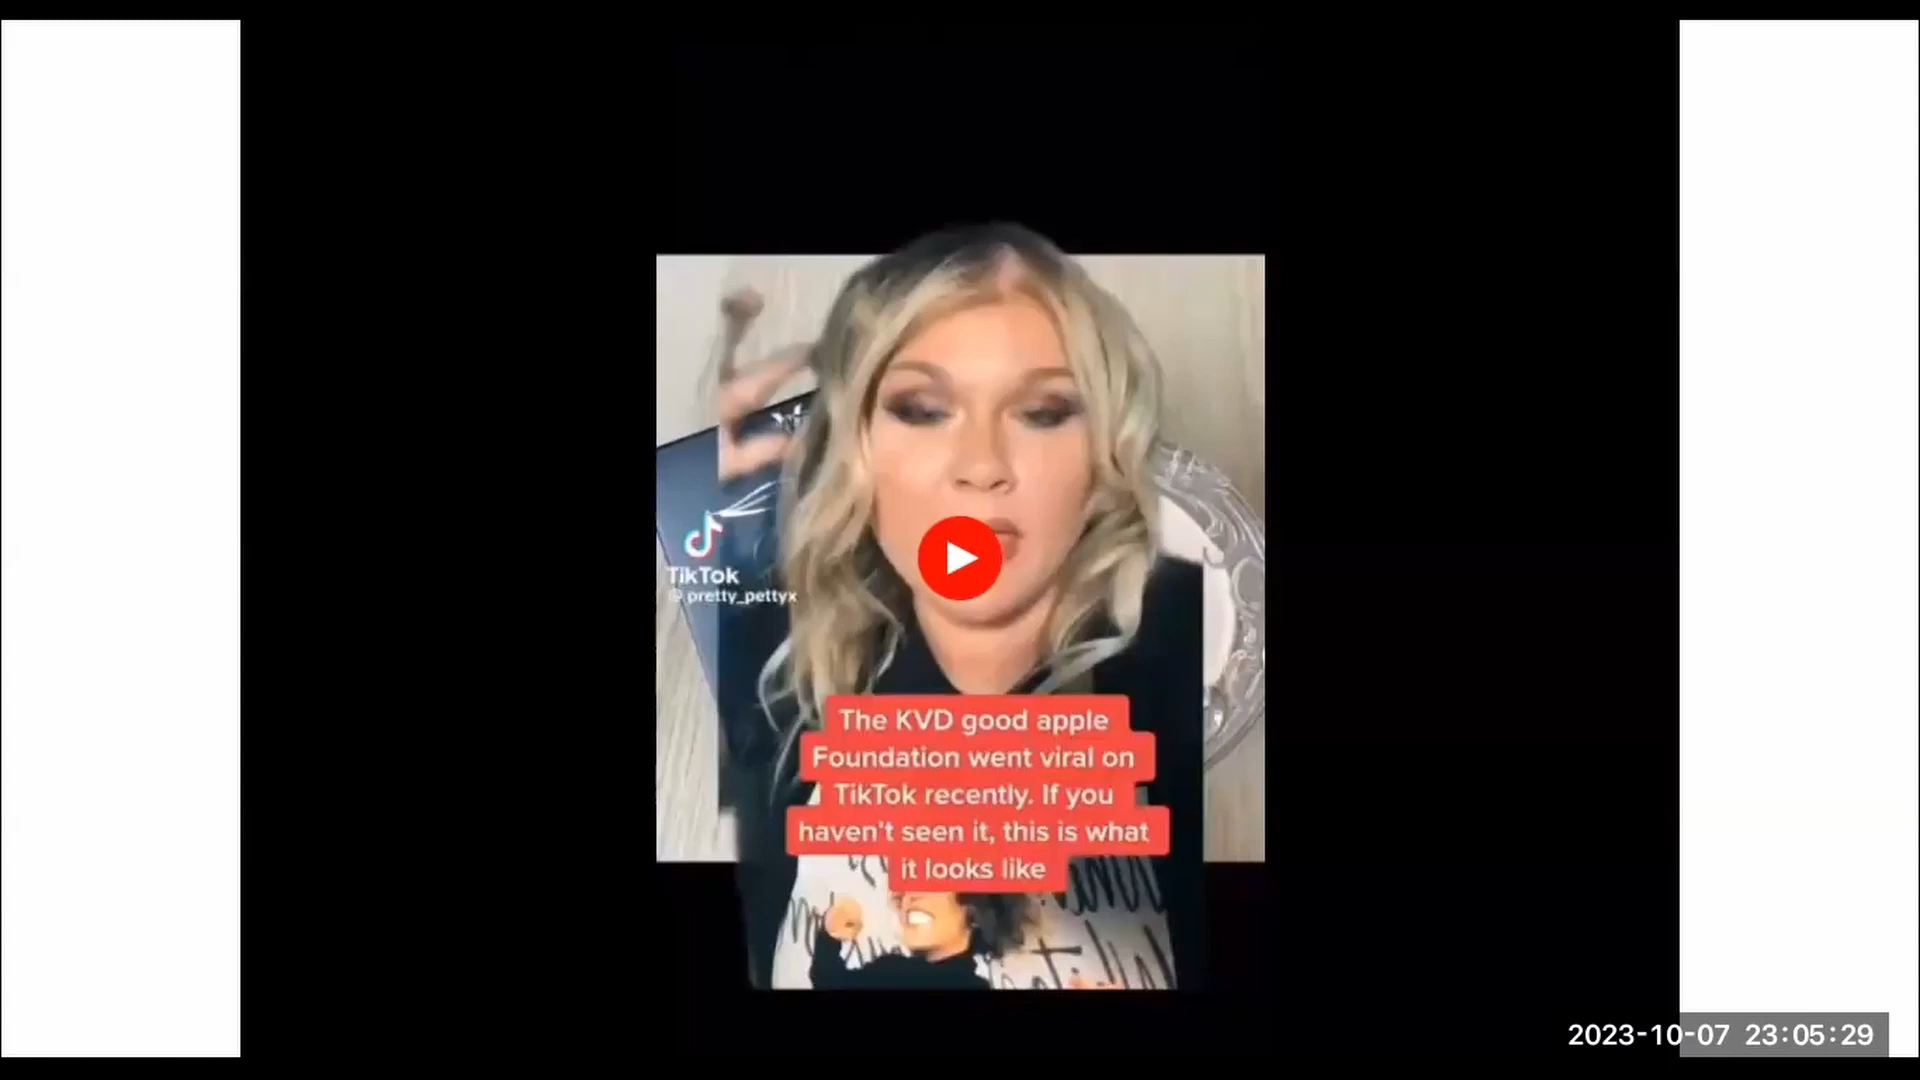 TikTok
@ pretty_pettyx
The KVD good apple
Foundation went viral on
TikTok recently. If you
haven't seen it, this is what
it looks like
2023-10-07 23:05:29